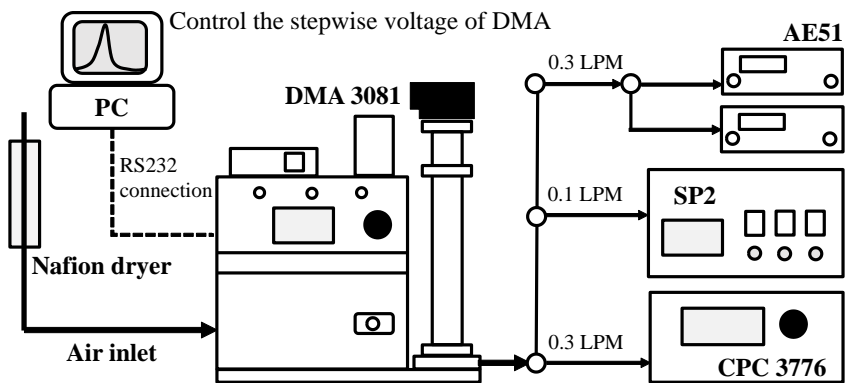 Control the stepwise voltage of DMA
AE51
0.3 LPM
DMA 3081
PC
RS232
connection
0.1 LPM
SP2
Nafion dryer
0.3 LPM
Air inlet
CPC 3776